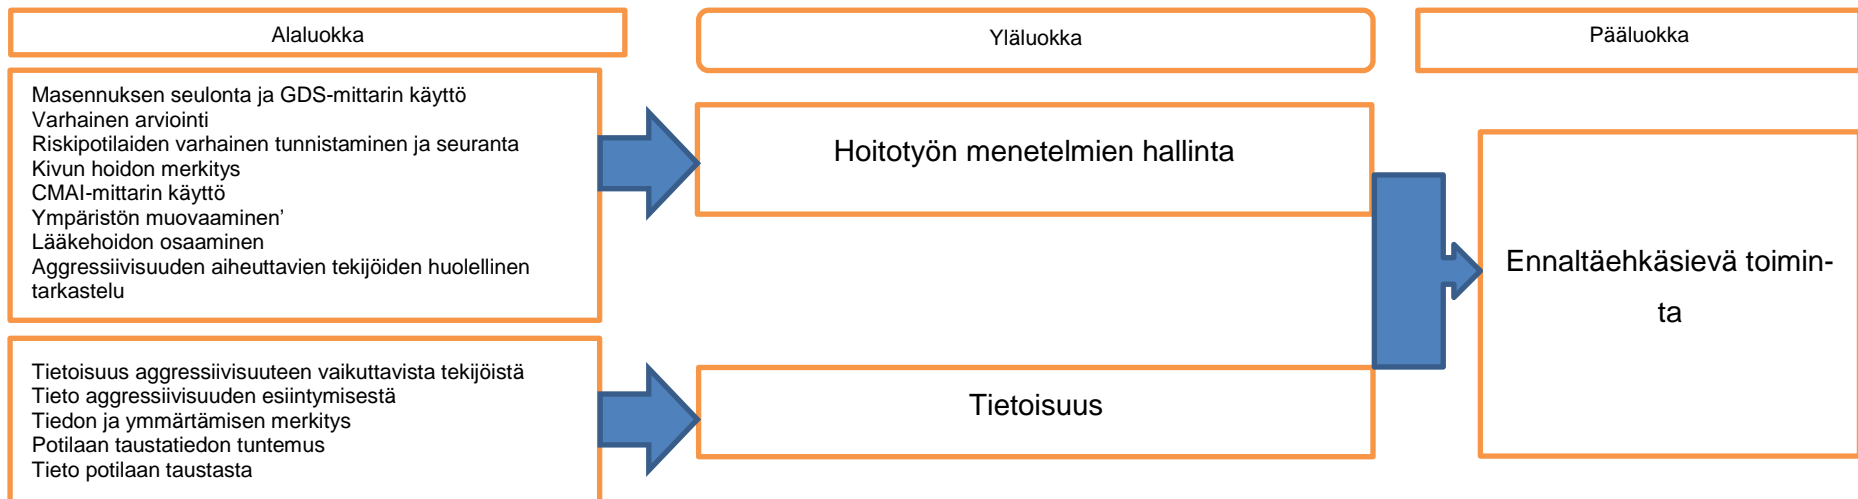 Alaluokka
Yläluokka
Pääluokka
Masennuksen seulonta ja GDS-mittarin käyttö
Varhainen arviointi
Riskipotilaiden varhainen tunnistaminen ja seuranta
Kivun hoidon merkitys
CMAI-mittarin käyttö
Ympäristön muovaaminen’
Lääkehoidon osaaminen
Aggressiivisuuden aiheuttavien tekijöiden huolellinen
tarkastelu
Hoitotyön menetelmien hallinta
Ennaltäehkäsievä toimin-
ta
Tietoisuus aggressiivisuuteen vaikuttavista tekijöistä
Tieto aggressiivisuuden esiintymisestä
Tiedon ja ymmärtämisen merkitys
Potilaan taustatiedon tuntemus
Tieto potilaan taustasta
Tietoisuus